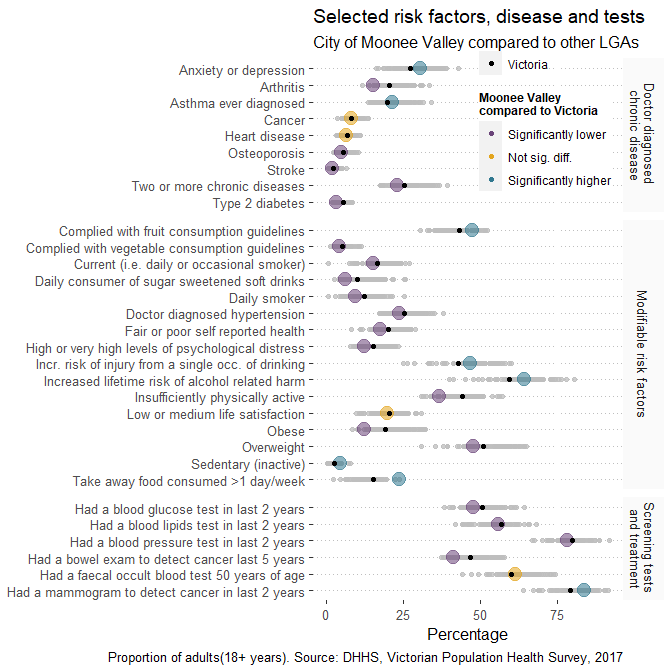 Selected risk factors, disease and tests
City of Moonee Valley compared to other LGAs
Victoria
Moonee Valley
compared to Victoria
Significantly lower
Not sig. diff.
Significantly higher
Anxiety or depression
Arthritis
Asthma ever diagnosed
Cancer
Heart disease
Osteoporosis
Stroke
Two or more chronic diseases
Type 2 diabetes
Doctor diagnosed
chronic disease
Complied with fruit consumption guidelines
Complied with vegetable consumption guidelines
Current (i.e. daily or occasional smoker)
Daily consumer of sugar sweetened soft drinks
Daily smoker
Doctor diagnosed hypertension
Fair or poor self reported health
High or very high levels of psychological distress
Incr. risk of injury from a single occ. of drinking
Increased lifetime risk of alcohol related harm
Insufficiently physically active
Low or medium life satisfaction
Obese
Overweight
Sedentary (inactive)
Take away food consumed >1 day/week
Modifiable risk factors
Had a blood glucose test in last 2 years
Had a blood lipids test in last 2 years
Had a blood pressure test in last 2 years
Had a bowel exam to detect cancer last 5 years
Had a faecal occult blood test 50 years of age
Had a mammogram to detect cancer in last 2 years
Screening tests
and treatment
0 25 50 75
Percentage
Proportion of adults(18+ years). Source: DHHS, Victorian Population Health Survey, 2017